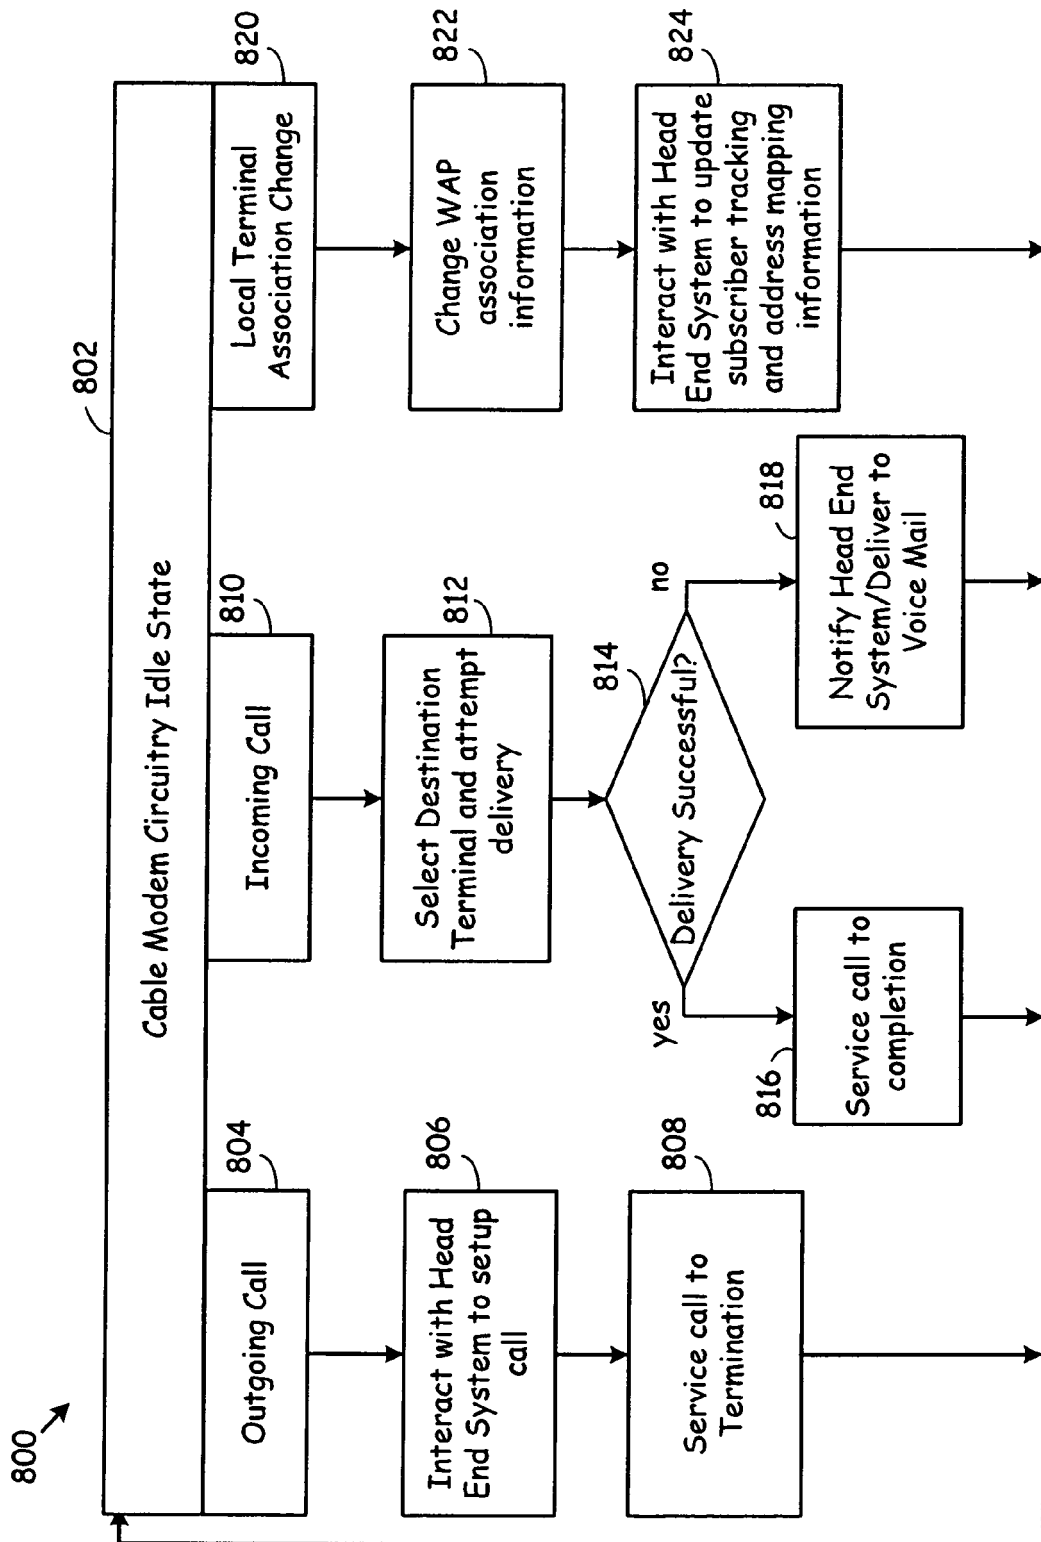 800
802
Cable Modem Circuitry Idle State
804
Outgoing Call
806
Interact with Head
End System to setup
call
808
Service call to
Termination
810
Incoming Call
812
Select Destination
Terminal and attempt
delivery
814
Delivery Successful?
yes
no
816
Service call to
completion
818
Notify Head End
System/Deliver to
Voice Mail
820
Local Terminal
Association Change
822
Change WAP
association
information
824
Interact with Head
End System to update
subscriber tracking
and address mapping
information